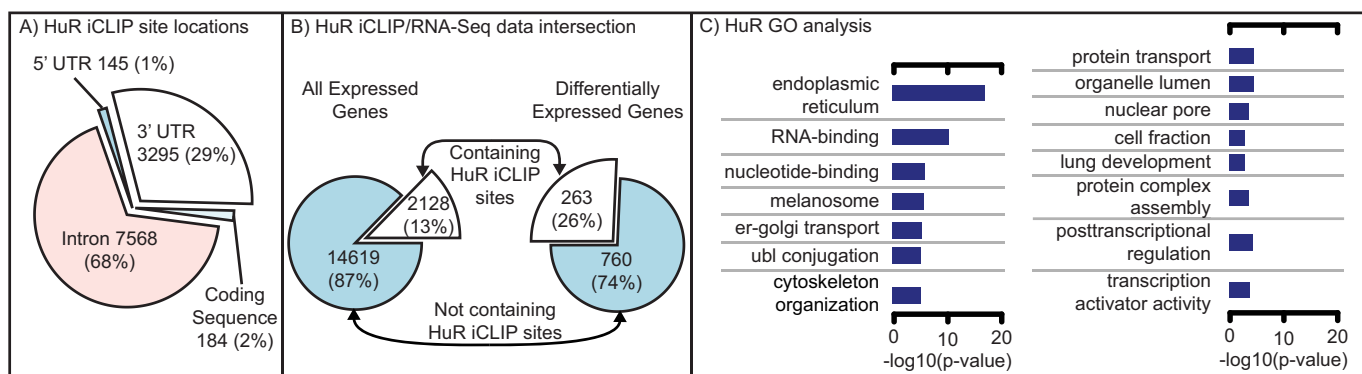 A) HuR iCLIP site locations
5’ UTR 145 (1%)
3’ UTR
3295 (29%)
Intron 7568
(68%)
Coding
Sequence
184 (2%)
B) HuR iCLIP/RNA-Seq data intersection
All Expressed
Genes
Differentially
Expressed Genes
Containing
HuR iCLIP
sites
2128
(13%)
263
(26%)
14619
(87%)
760
(74%)
Not containing
HuR iCLIP sites
C) HuR GO analysis
endoplasmic
reticulum
RNA-binding
nucleotide-binding
melanosome
er-golgi transport
ubl conjugation
cytoskeleton
organization
0 10 20
-log10(p-value)
protein transport
organelle lumen
nuclear pore
cell fraction
lung development
protein complex
assembly
posttranscriptional
regulation
transcription
activator activity
0 10 20
-log10(p-value)